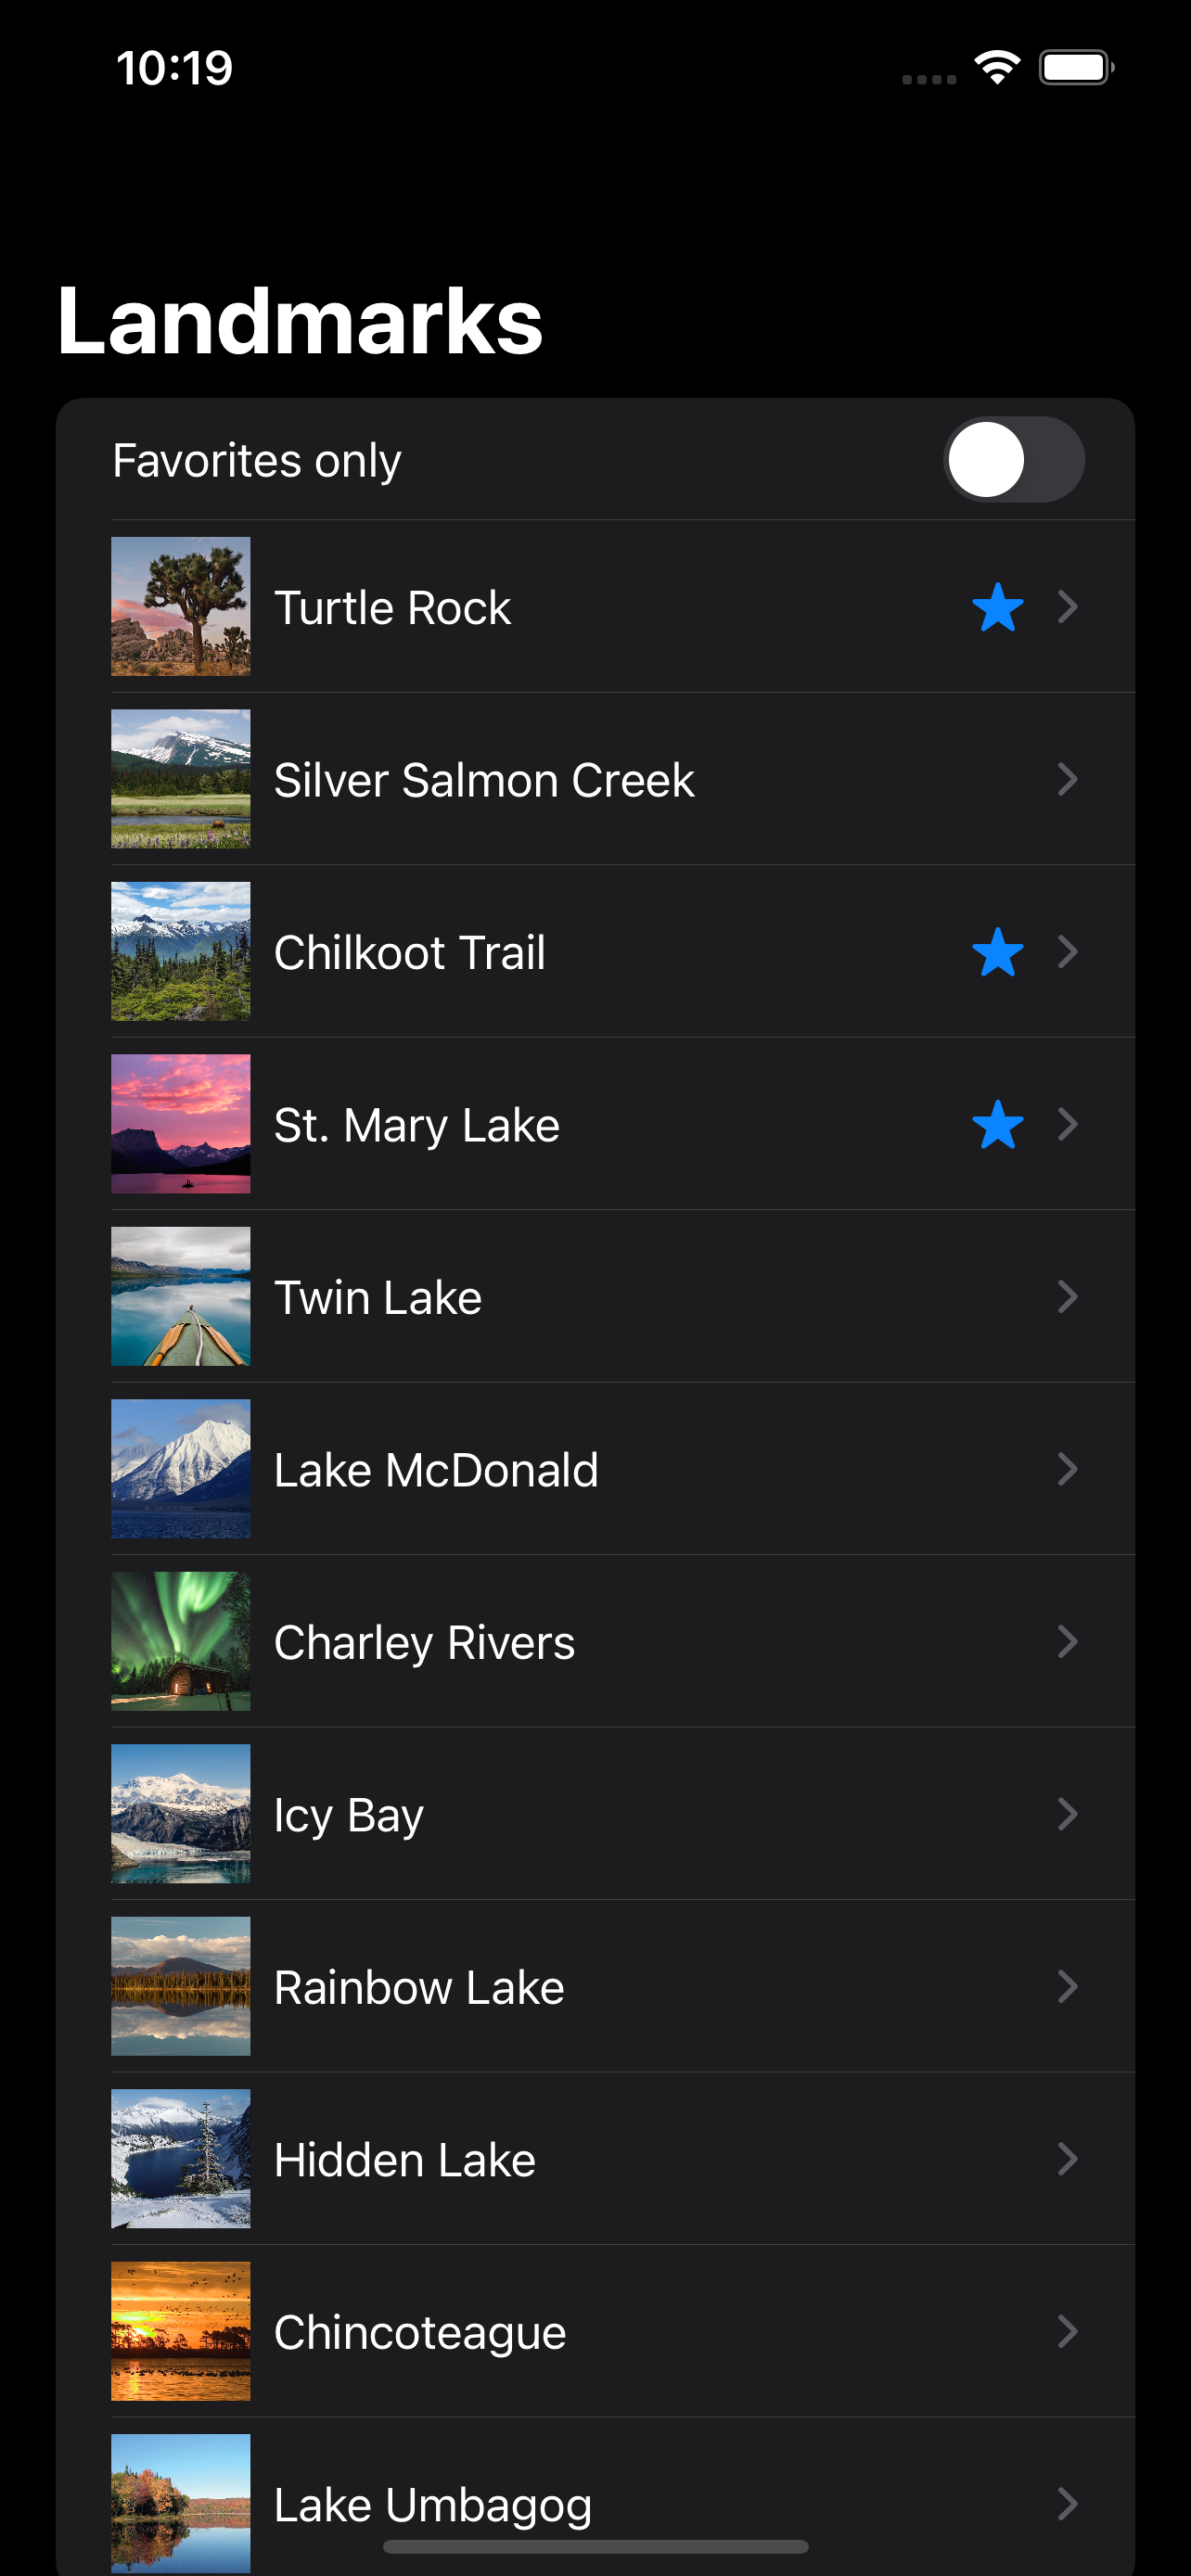 10:19
Landmarks
Favorites only
Turtle Rock
Silver Salmon Creek
Chilkoot Trail
St. Mary Lake
Twin Lake
Lake McDonald
Charley Rivers
Icy Bay
Rainbow Lake
Hidden Lake
Chincoteague
Lake Umbagog